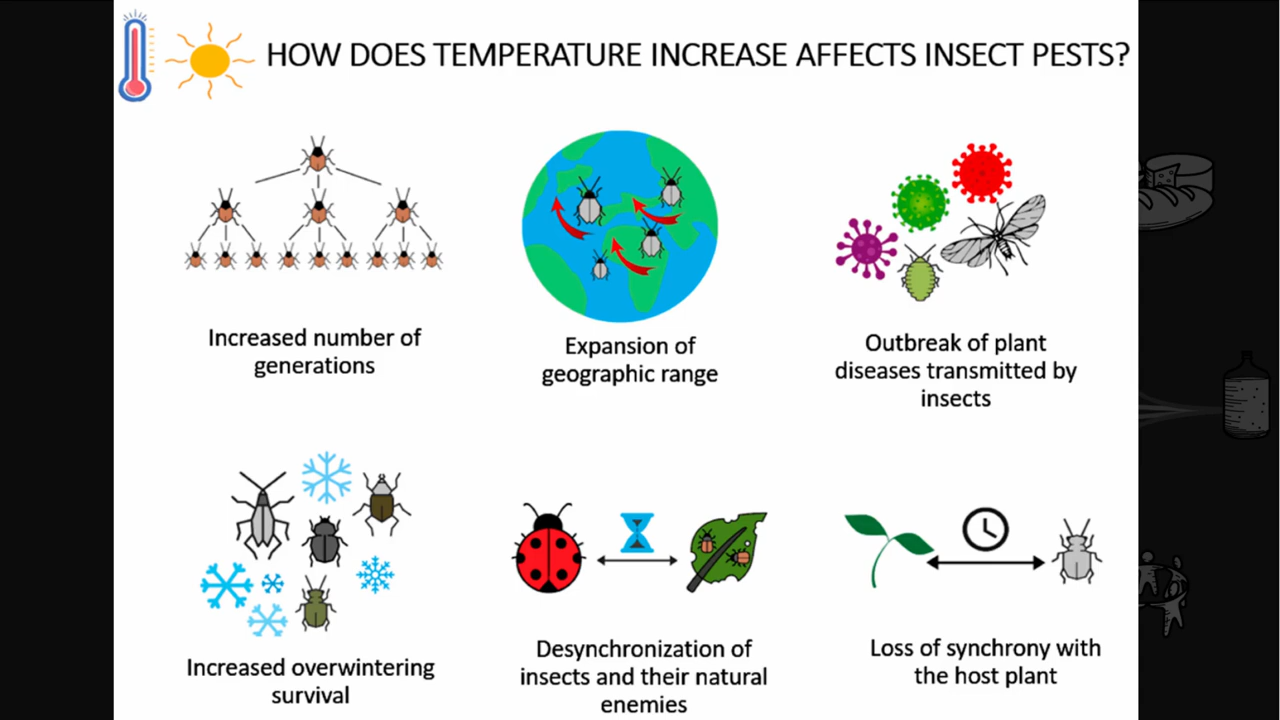 HOW DOES TEMPERATURE INCREASE AFFECTS INSECT PESTS?
Increased number of
generations
Expansion of
geographic range
Outbreak of plant
diseases transmitted by
insects
Increased overwintering
survival
Desynchronization of
insects and their natural
enemies
Loss of synchrony with
the host plant